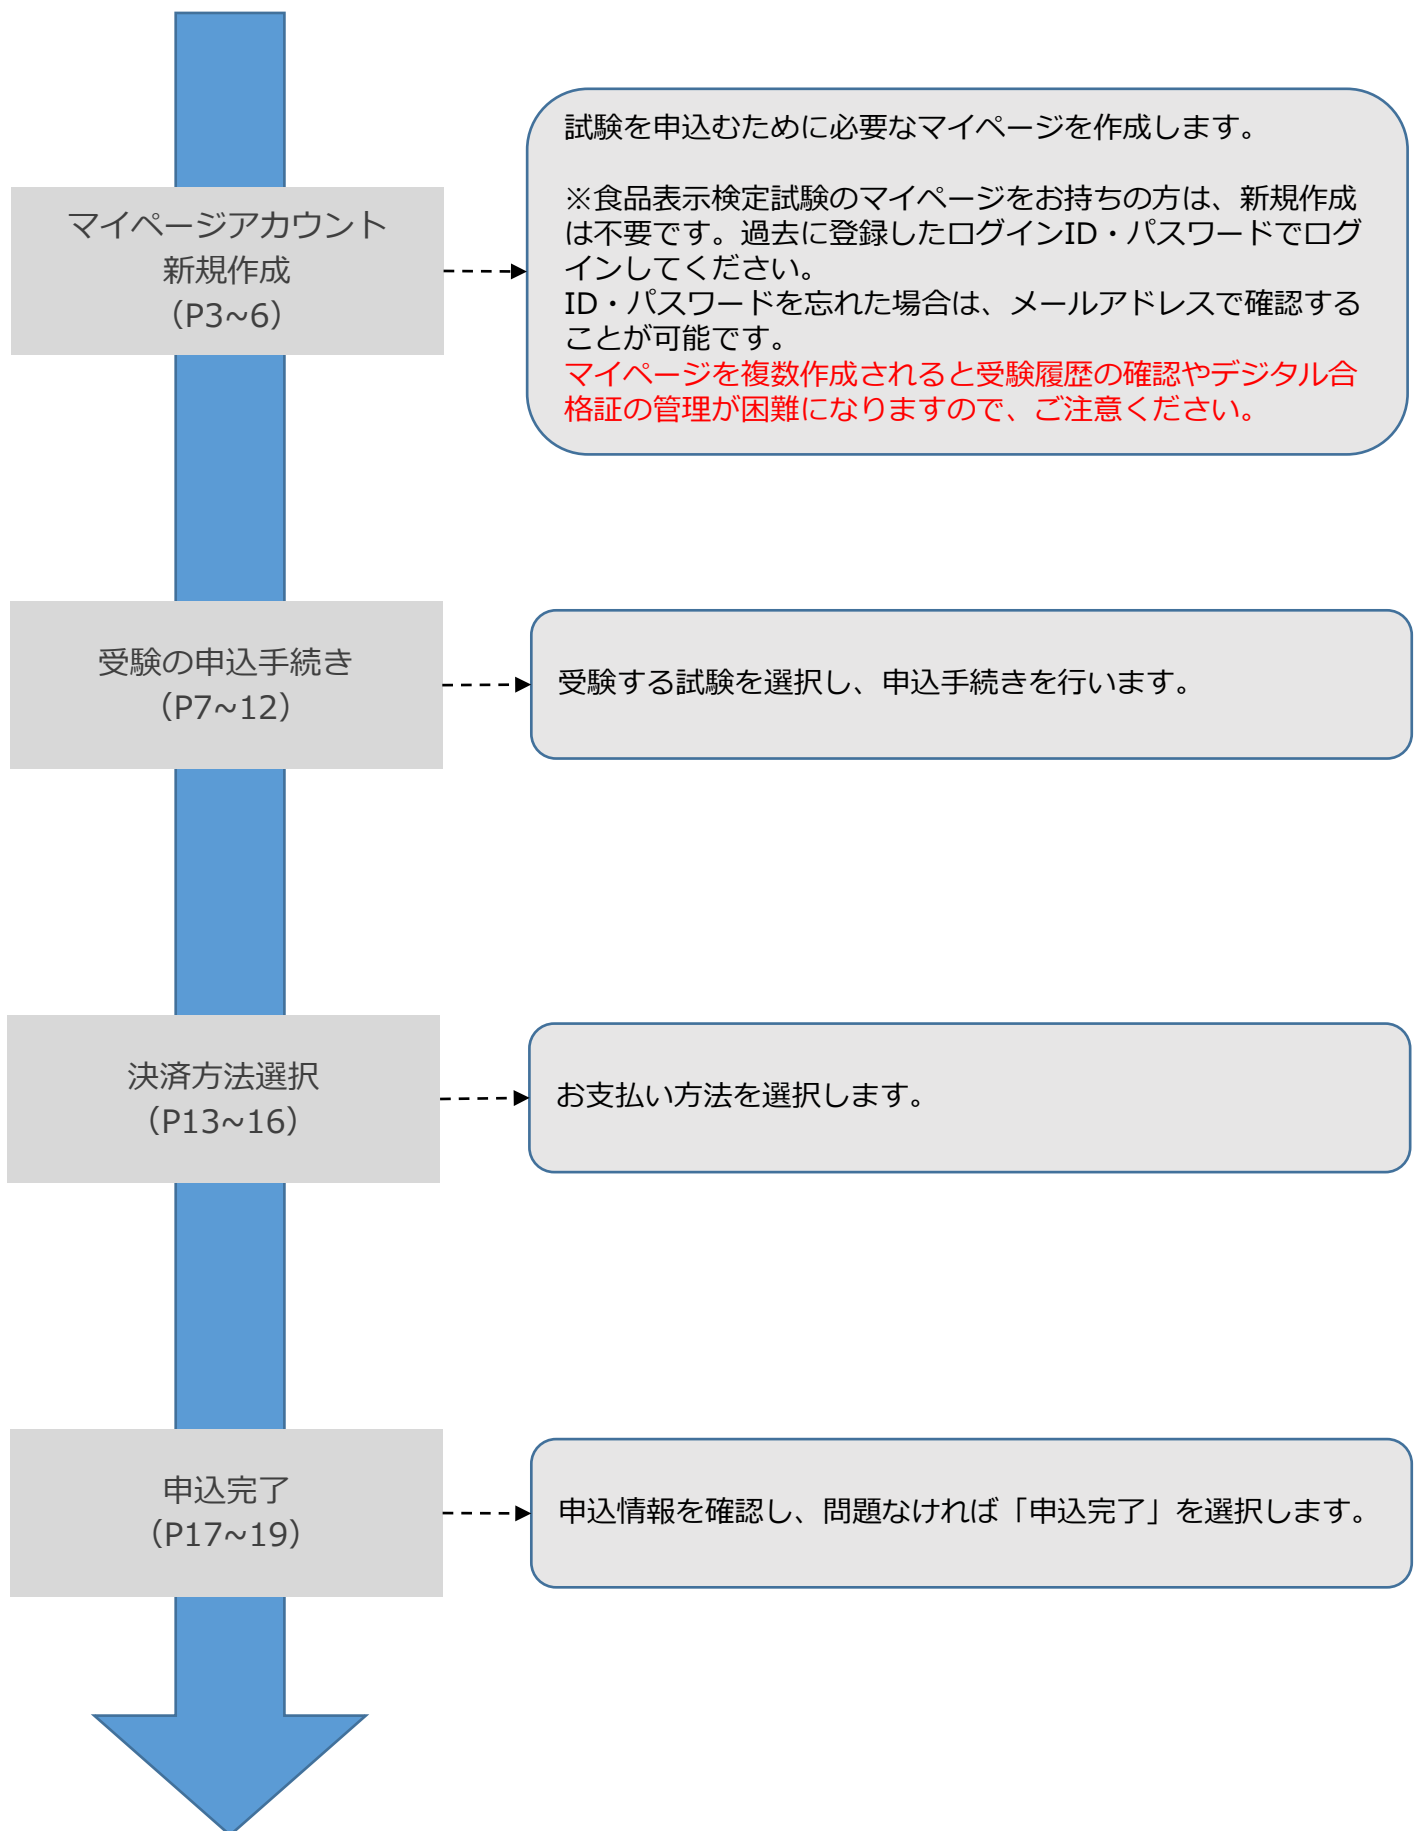 マイページアカウント
新規作成
（P3~6）
試験を申込むために必要なマイページを作成します。
※食品表示検定試験のマイページをお持ちの方は、新規作成
は不要です。過去に登録したログインID・パスワードでログ
インしてください。
ID・パスワードを忘れた場合は、メールアドレスで確認する
ことが可能です。
マイページを複数作成されると受験履歴の確認やデジタル合
格証の管理が困難になりますので、ご注意ください。
受験の申込手続き
（P7~12）
受験する試験を選択し、申込手続きを行います。
決済方法選択
（P13~16）
お支払い方法を選択します。
申込完了
（P17~19）
申込情報を確認し、問題なければ「申込完了」を選択します。